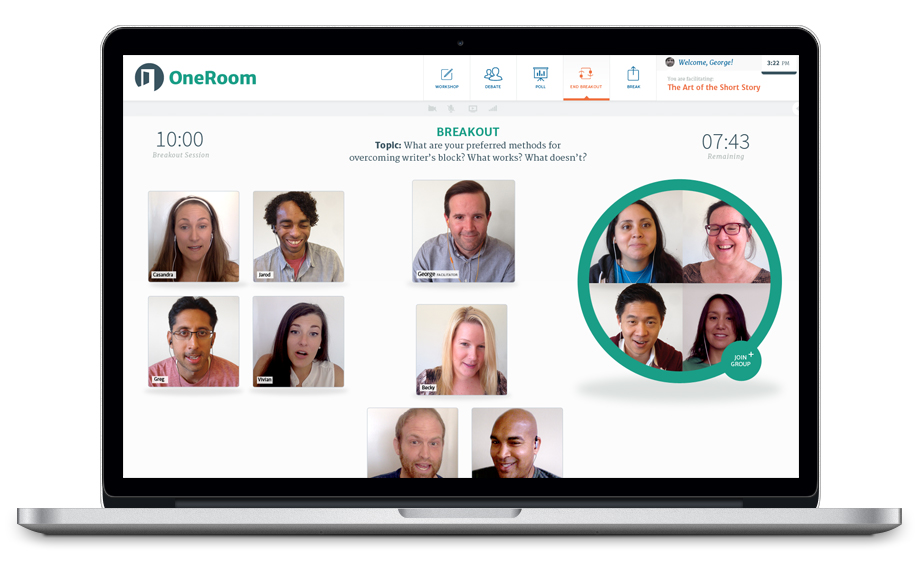 OneRoom
WORKSHOP
DEBATE
POLL
END BREAKOUT
BREAK
Welcome, George!
3:22 PM
You are facilitating:
The Art of the Short Story
10:00
Breakout Session
BREAKOUT
Topic: What are your preferred methods for
overcoming writer's block? What works? What doesn't?
07:43
Remaining
Casandra
Jarod
George FACILITATOR
Greg
Vivian
Becky
JOIN +
GROUP